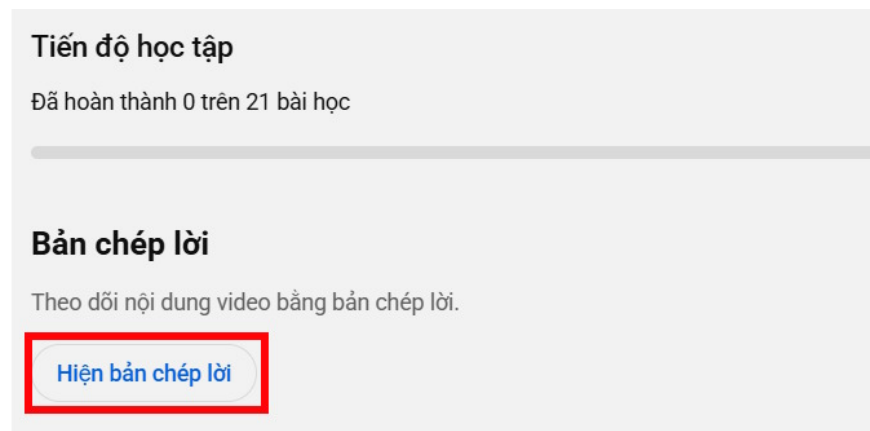 Tiến độ học tập
Đã hoàn thành 0 trên 21 bài học
Bản chép lời
Theo dõi nội dung video bằng bản chép lời.
Hiện bản chép lời